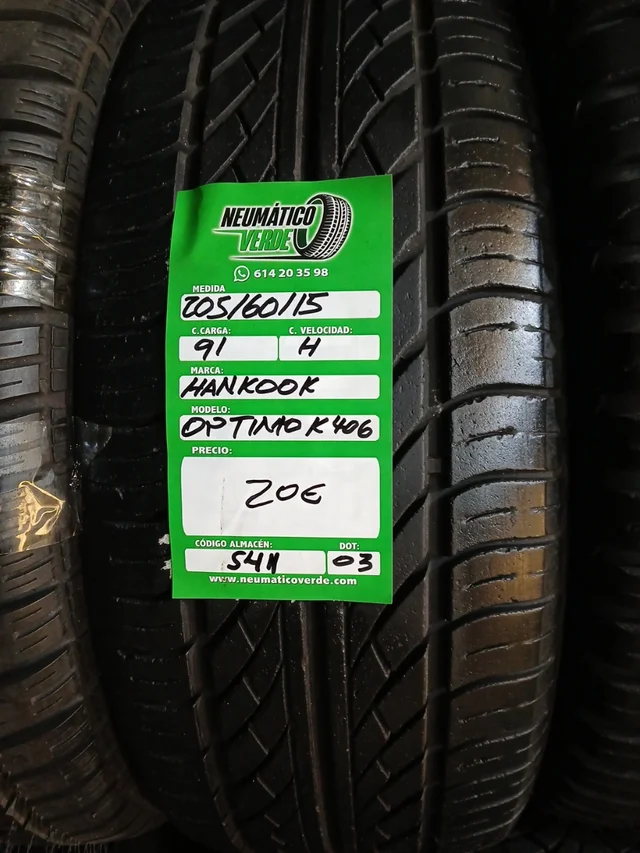 NEUMÁTICO
VERDE
614 20 35 98
MEDIDA
205/60/15
C.CARGA: C. VELOCIDAD:
91 H
MARCA:
HANKOOK
MODELO:
OPTIMO K406
PRECIO:
20€
CÓDIGO ALMACÉN: DOT:
03
www.neumaticoverde.com